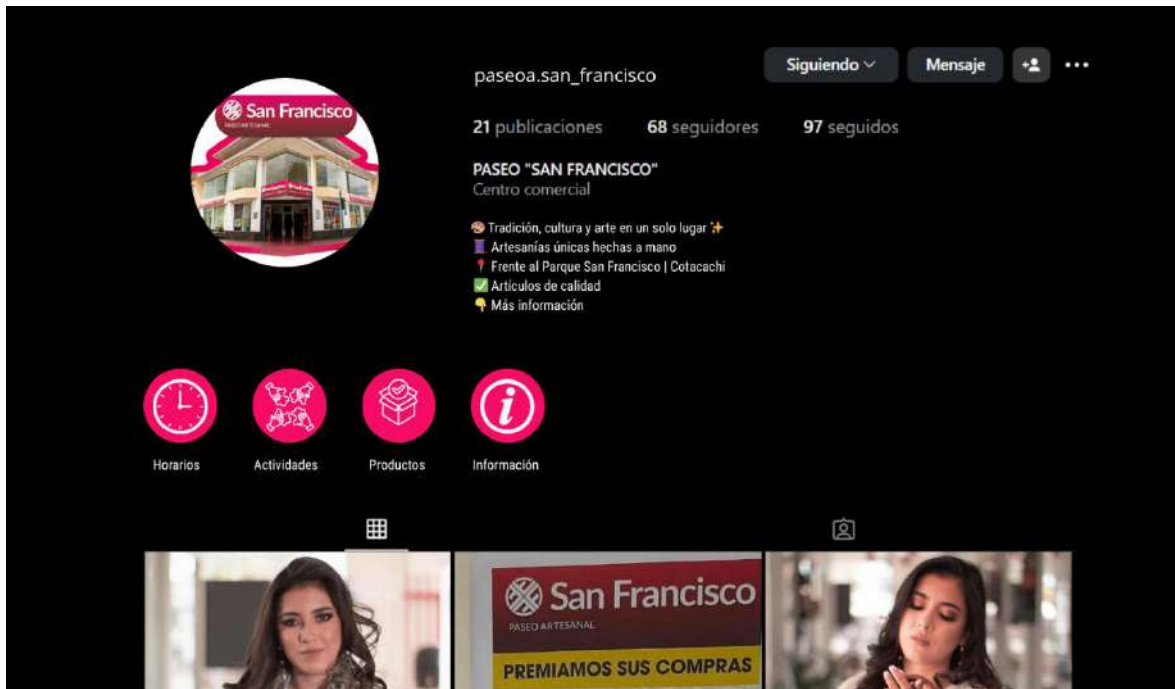 paseoa.san_francisco
Siguiendo
Mensaje
21 publicaciones
68 seguidores
97 seguidos
San Francisco
PASEO ARTESANAL
PASEO "SAN FRANCISCO"
Centro comercial
🎨 Tradición, cultura y arte en un solo lugar ✨
🧵 Artesanías únicas hechas a mano
📍 Frente al Parque San Francisco | Cotacachi
✅ Artículos de calidad
👇 Más información
Horarios
Actividades
Productos
Información
San Francisco
PASEO ARTESANAL
PREMIAMOS SUS COMPRAS